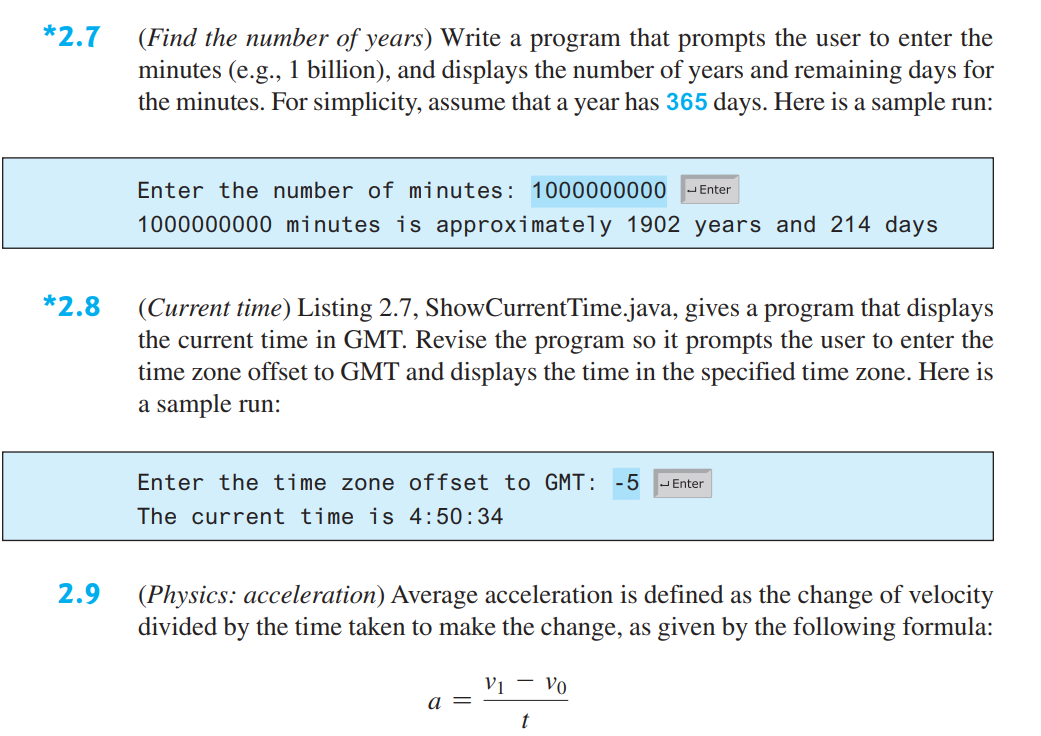 *2.7 (Find the number of years) Write a program that prompts the user to enter the
minutes (e.g., 1 billion), and displays the number of years and remaining days for
the minutes. For simplicity, assume that a year has 365 days. Here is a sample run:
Enter the number of minutes: 1000000000 ↵Enter
1000000000 minutes is approximately 1902 years and 214 days
*2.8 (Current time) Listing 2.7, ShowCurrentTime.java, gives a program that displays
the current time in GMT. Revise the program so it prompts the user to enter the
time zone offset to GMT and displays the time in the specified time zone. Here is
a sample run:
Enter the time zone offset to GMT: -5 ↵Enter
The current time is 4:50:34
2.9 (Physics: acceleration) Average acceleration is defined as the change of velocity
divided by the time taken to make the change, as given by the following formula:
a = (v₁ − v₀) / t